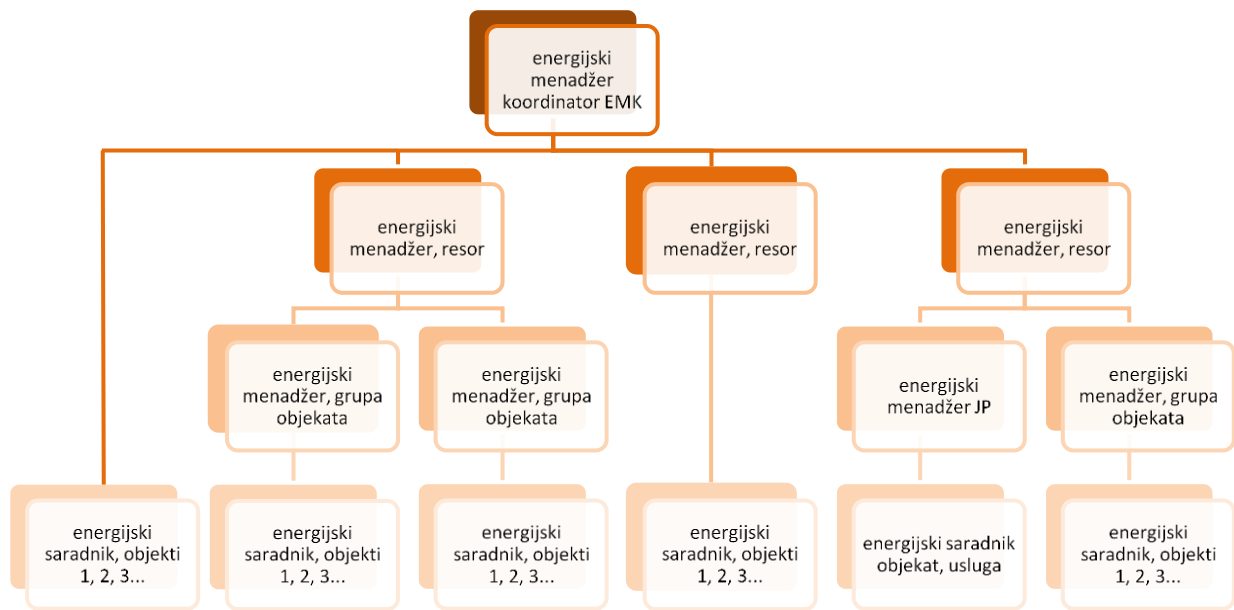 energijski
menadžer
koordinator EMK
energijski
menadžer, resor
energijski
menadžer, resor
energijski
menadžer, resor
energijski
menadžer, grupa
objekata
energijski
menadžer, grupa
objekata
energijski
menadžer JP
energijski
menadžer, grupa
objekata
energijski
saradnik, objekti
1, 2, 3...
energijski
saradnik, objekti
1, 2, 3...
energijski
saradnik, objekti
1, 2, 3...
energijski
saradnik, objekti
1, 2, 3...
energijski saradnik
objekat, usluga
energijski
saradnik, objekti
1, 2, 3...